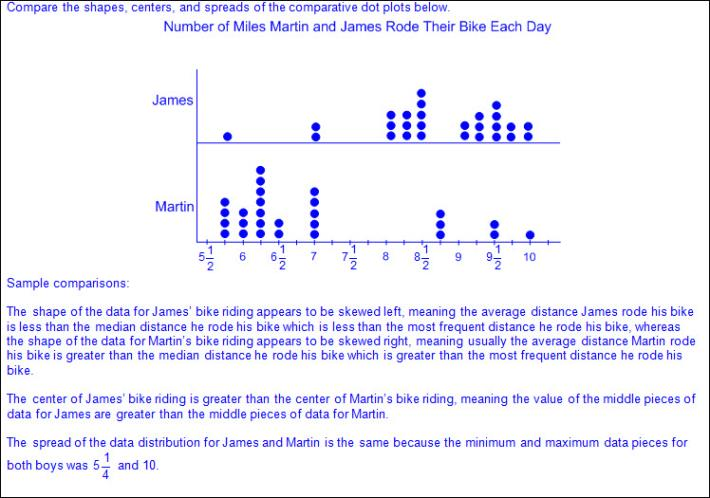 Compare the shapes, centers, and spreads of the comparative dot plots below.
Number of Miles Martin and James Rode Their Bike Each Day
James
Martin
5 1/2 6 6 1/2 7 7 1/2 8 8 1/2 9 9 1/2 10
Sample comparisons:
The shape of the data for James' bike riding appears to be skewed left, meaning the average distance James rode his bike
is less than the median distance he rode his bike which is less than the most frequent distance he rode his bike, whereas
the shape of the data for Martin's bike riding appears to be skewed right, meaning usually the average distance Martin rode
his bike is greater than the median distance he rode his bike which is greater than the most frequent distance he rode his
bike.
The center of James' bike riding is greater than the center of Martin's bike riding, meaning the value of the middle pieces of
data for James are greater than the middle pieces of data for Martin.
The spread of the data distribution for James and Martin is the same because the minimum and maximum data pieces for
both boys was 5 1/4 and 10.